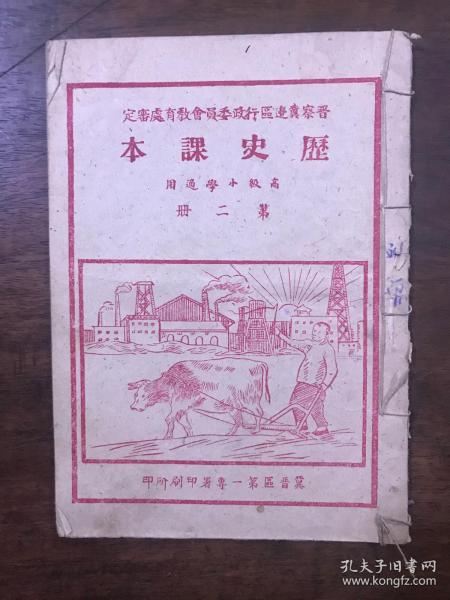 晋察冀邊區行政委員會教育處審定
歷史課本
高級小學適用
第二冊
冀晋區第一專署印刷所印
孔夫子旧书网
www.kongfz.com